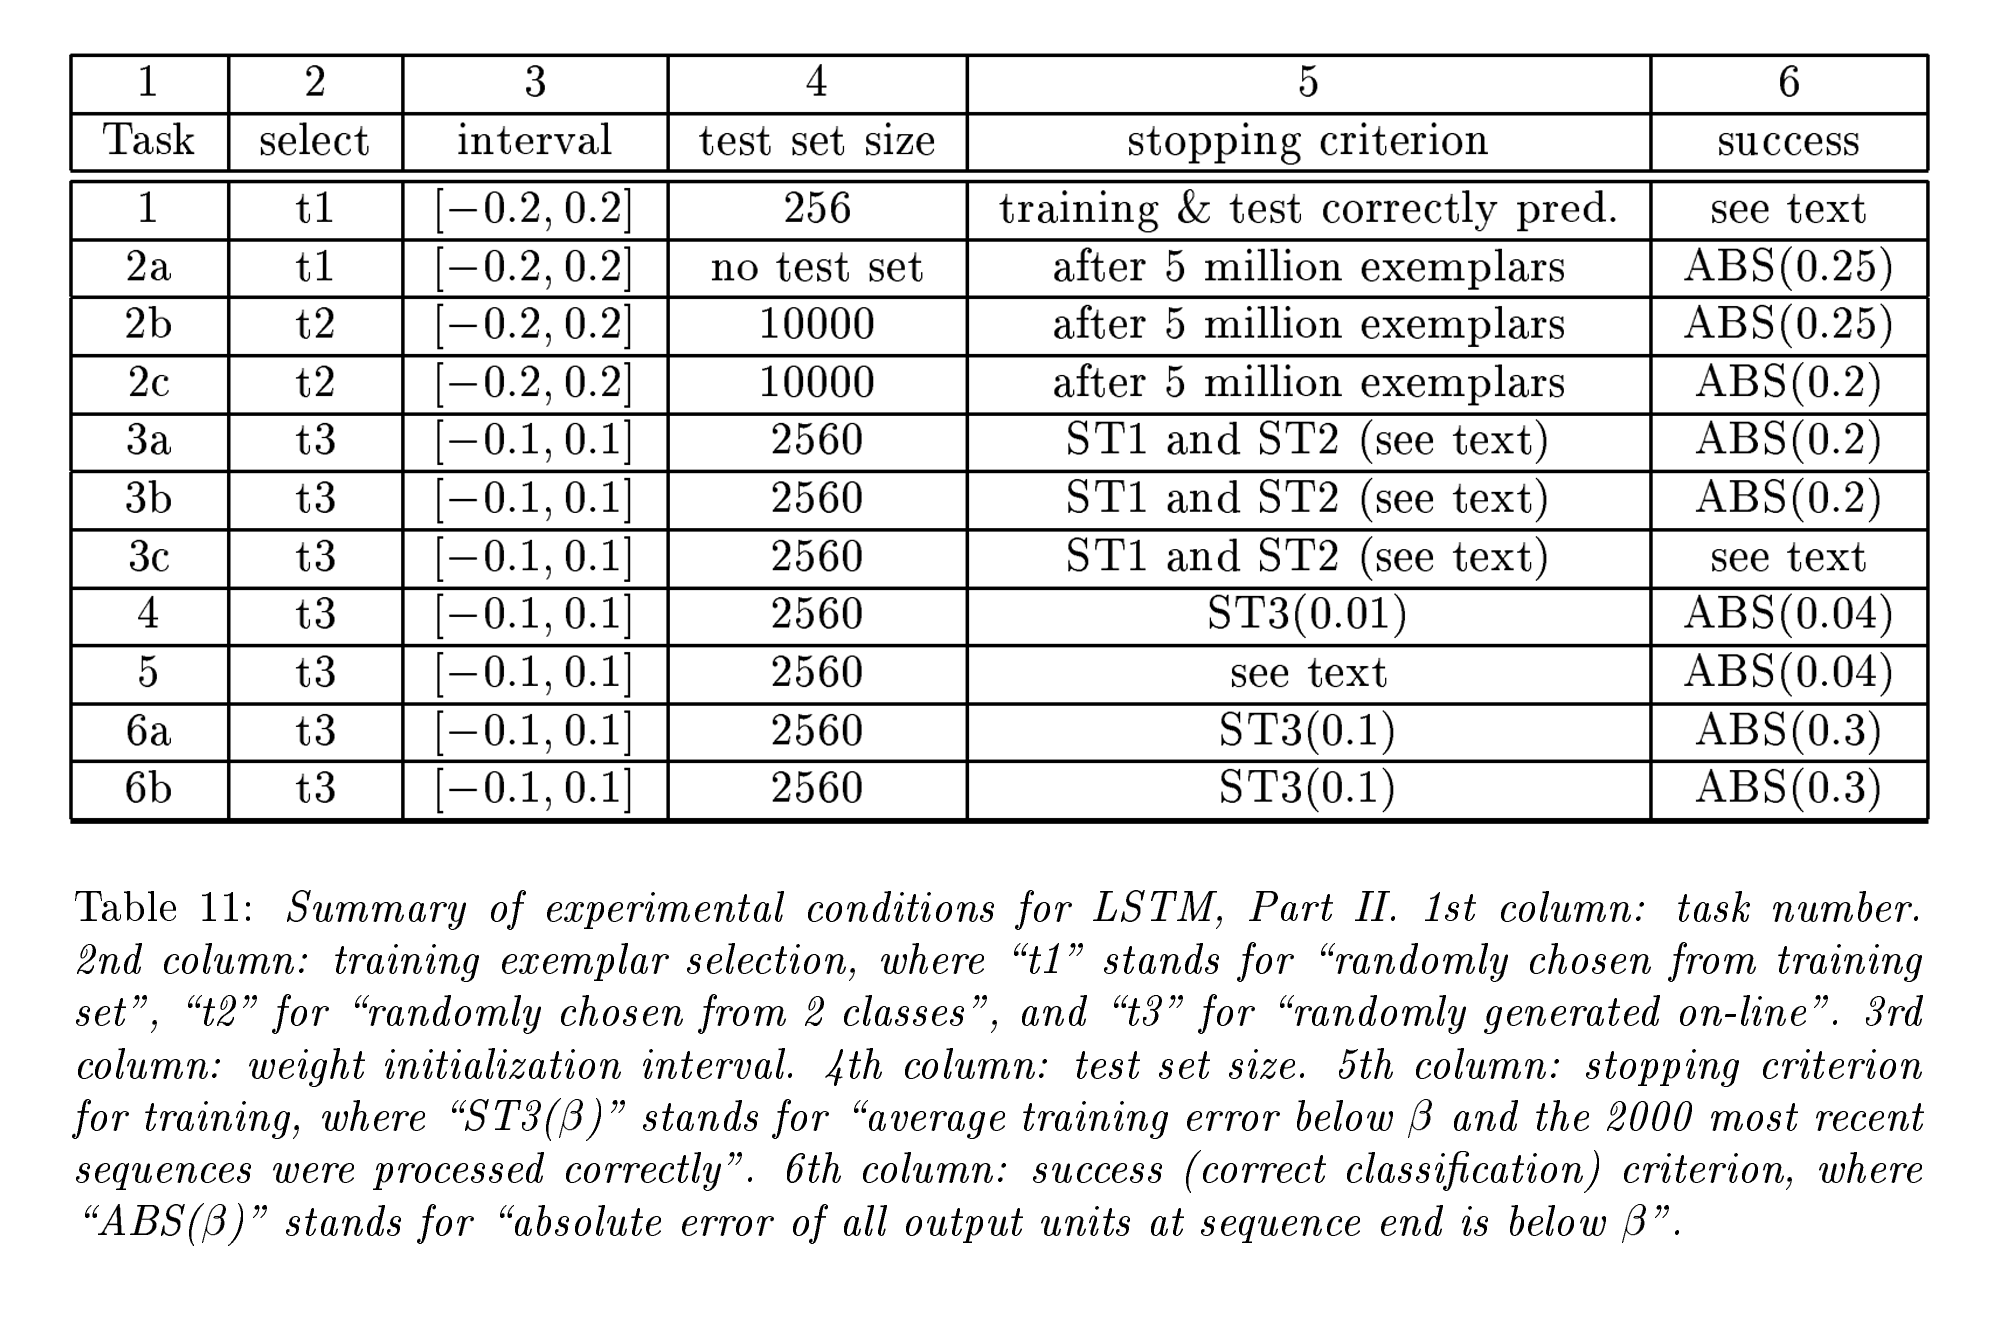 1 2 3 4 5 6
Task select interval test set size stopping criterion success
1 t1 [−0.2, 0.2] 256 training & test correctly pred. see text
2a t1 [−0.2, 0.2] no test set after 5 million exemplars ABS(0.25)
2b t2 [−0.2, 0.2] 10000 after 5 million exemplars ABS(0.25)
2c t2 [−0.2, 0.2] 10000 after 5 million exemplars ABS(0.2)
3a t3 [−0.1, 0.1] 2560 ST1 and ST2 (see text) ABS(0.2)
3b t3 [−0.1, 0.1] 2560 ST1 and ST2 (see text) ABS(0.2)
3c t3 [−0.1, 0.1] 2560 ST1 and ST2 (see text) see text
4 t3 [−0.1, 0.1] 2560 ST3(0.01) ABS(0.04)
5 t3 [−0.1, 0.1] 2560 see text ABS(0.04)
6a t3 [−0.1, 0.1] 2560 ST3(0.1) ABS(0.3)
6b t3 [−0.1, 0.1] 2560 ST3(0.1) ABS(0.3)
Table 11: Summary of experimental conditions for LSTM, Part II. 1st column: task number.
2nd column: training exemplar selection, where “t1” stands for “randomly chosen from training
set”, “t2” for “randomly chosen from 2 classes”, and “t3” for “randomly generated on-line”. 3rd
column: weight initialization interval. 4th column: test set size. 5th column: stopping criterion
for training, where “ST3(β)” stands for “average training error below β and the 2000 most recent
sequences were processed correctly”. 6th column: success (correct classification) criterion, where
“ABS(β)” stands for “absolute error of all output units at sequence end is below β”.